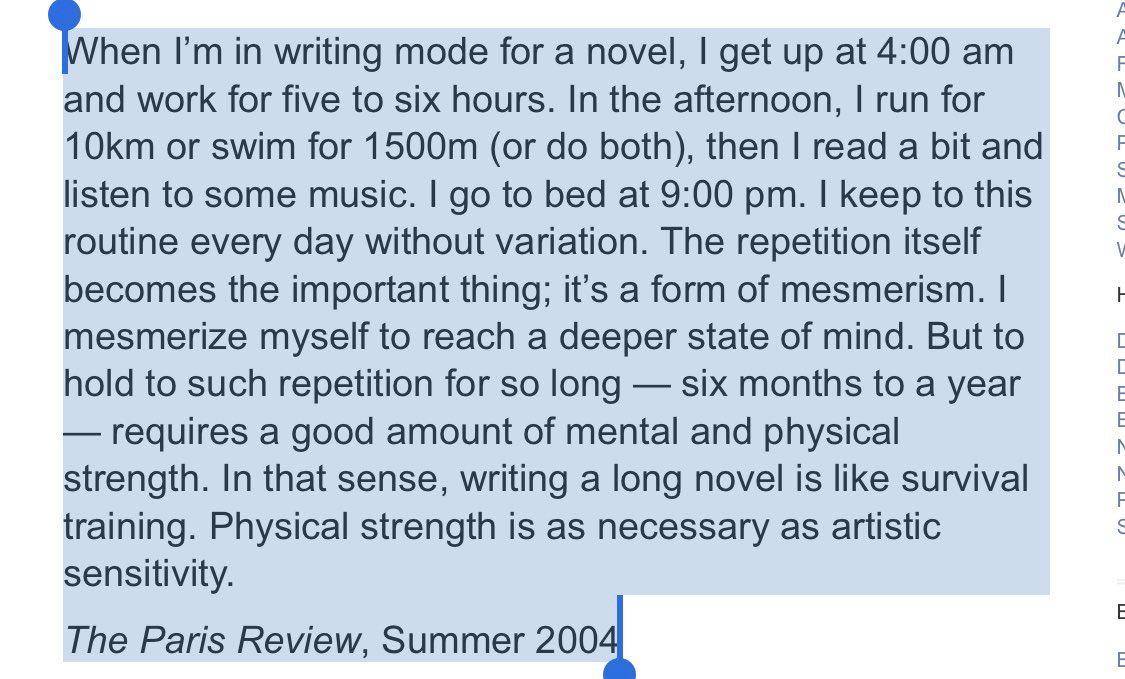 When I’m in writing mode for a novel, I get up at 4:00 am
and work for five to six hours. In the afternoon, I run for
10km or swim for 1500m (or do both), then I read a bit and
listen to some music. I go to bed at 9:00 pm. I keep to this
routine every day without variation. The repetition itself
becomes the important thing; it’s a form of mesmerism. I
mesmerize myself to reach a deeper state of mind. But to
hold to such repetition for so long — six months to a year
— requires a good amount of mental and physical
strength. In that sense, writing a long novel is like survival
training. Physical strength is as necessary as artistic
sensitivity.
The Paris Review, Summer 2004